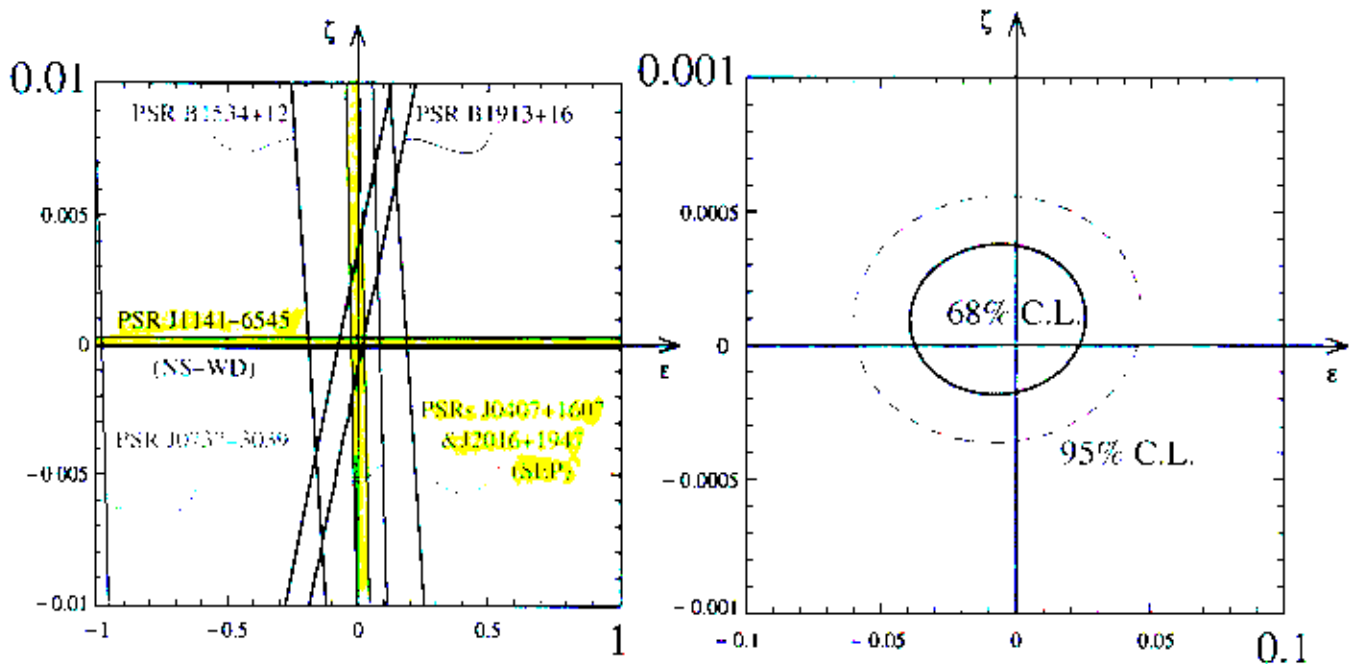 ζ
0.01
PSR B1534+12
PSR B1913+16
0.005
PSR J1141-6545
0
ε
(NS-WD)
PSRs J0407+1607
PSR J0737-3039
&J2016+1947
(SEP)
-0.005
-0.01
-1
-0.5
0
0.5
1
ζ
0.001
0.0005
68% C.L.
0
ε
95% C.L.
-0.0005
-0.001
-0.1
-0.05
0
0.05
0.1